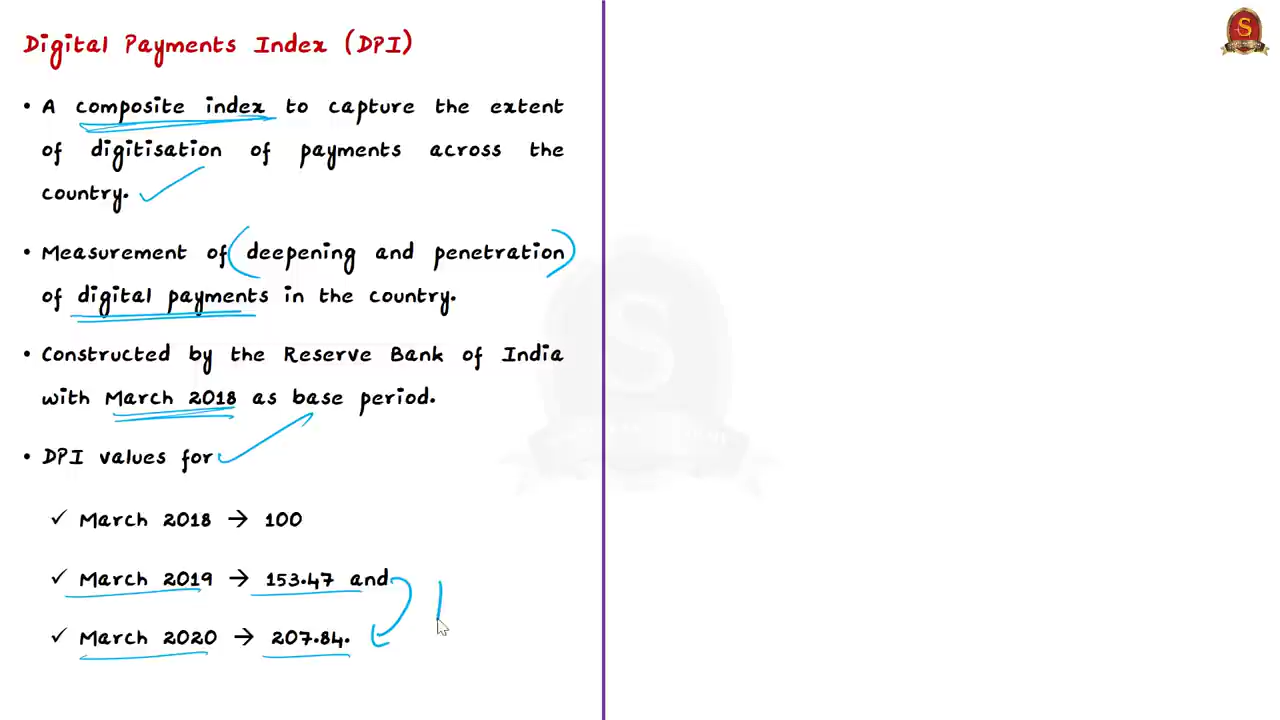 Digital Payments Index (DPI)
• A composite index to capture the extent
of digitisation of payments across the
country.
• Measurement of deepening and penetration
of digital payments in the country.
• Constructed by the Reserve Bank of India
with March 2018 as base period.
• DPI values for
✓ March 2018 → 100
✓ March 2019 → 153.47 and
✓ March 2020 → 207.84.
S
S